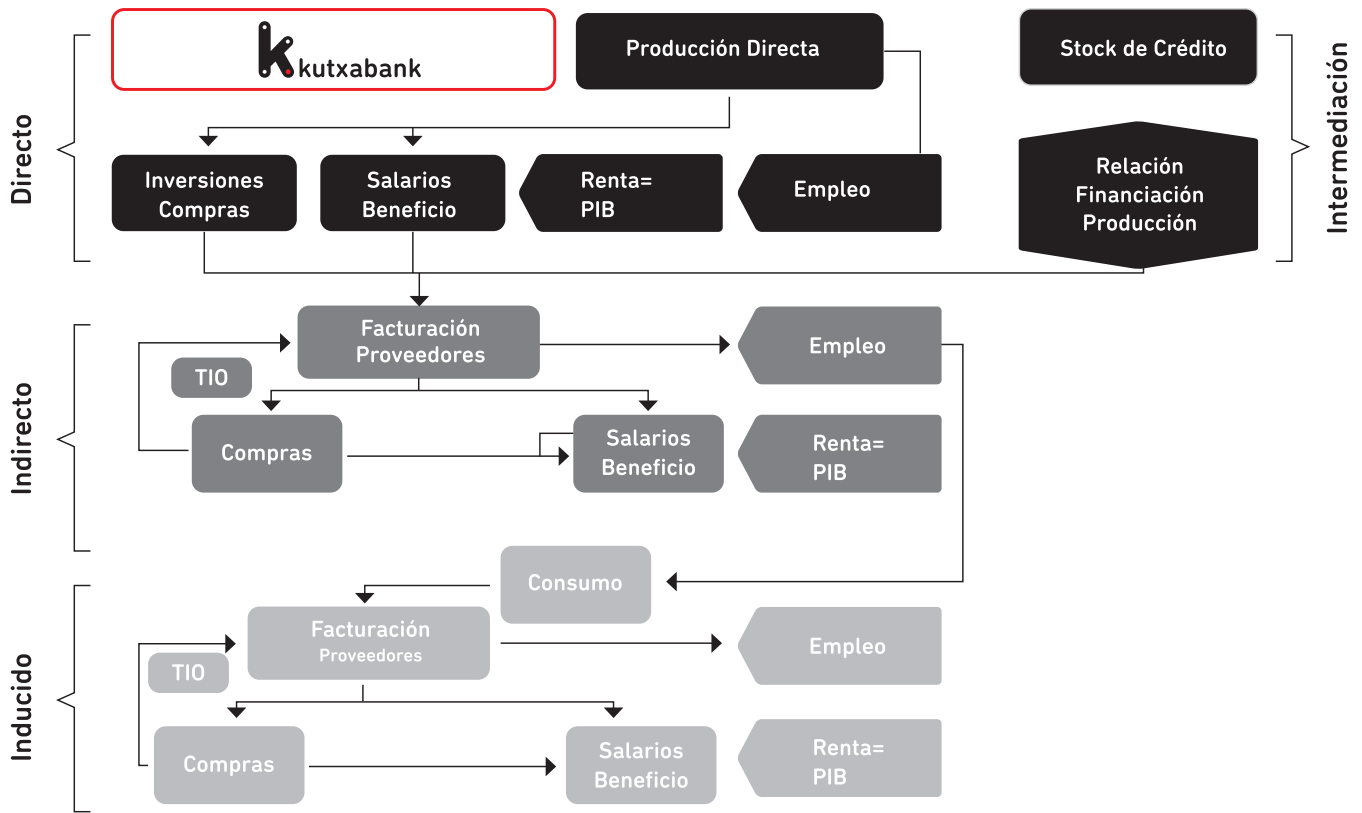 kutxabank
Producción Directa
Stock de Crédito
Directo
Intermediación
Inversiones
Compras
Salarios
Beneficio
Renta=
PIB
Empleo
Relación
Financiación
Producción
Indirecto
Facturación
Proveedores
Empleo
TIO
Compras
Salarios
Beneficio
Renta=
PIB
Inducido
Consumo
Facturación
Proveedores
Empleo
TIO
Compras
Salarios
Beneficio
Renta=
PIB